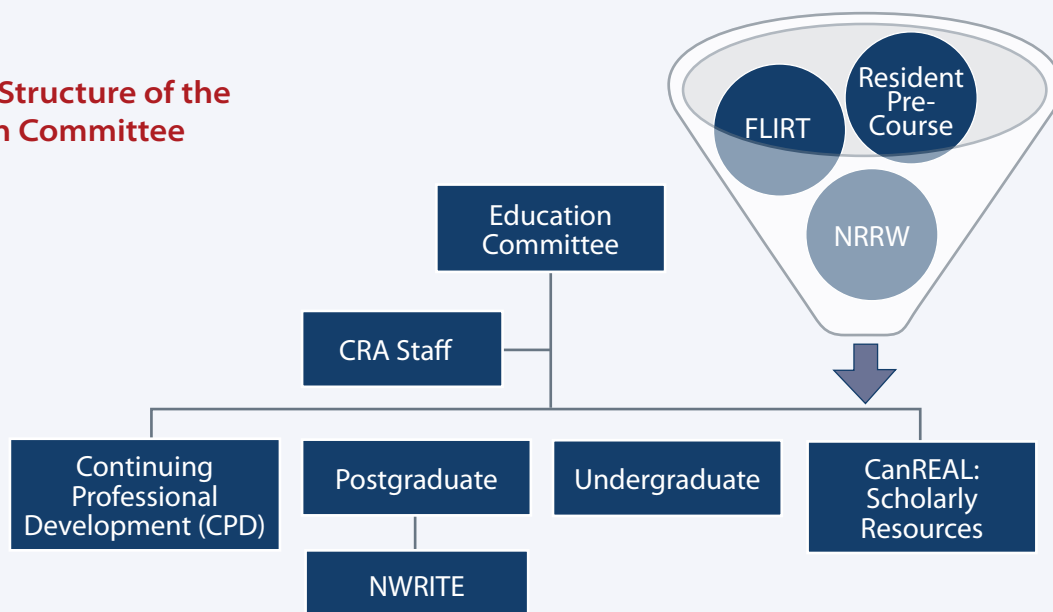 Structure of the
Committee
FLIRT
Resident
Pre-
Course
NRRW
Education
Committee
CRA Staff
Continuing
Professional
Development (CPD)
Postgraduate
Undergraduate
CanREAL:
Scholarly
Resources
NWRITE